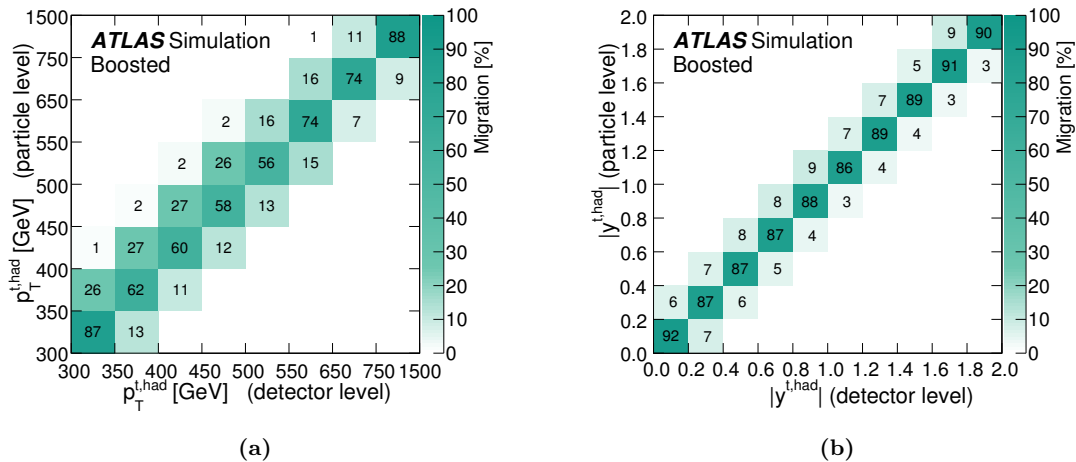 p_T^{t,had} [GeV] (particle level)
1500
750
650
550
500
450
400
350
300
ATLAS Simulation
Boosted
1 11 88
16 74 9
2 16 74 7
2 26 56 15
2 27 58 13
1 27 60 12
26 62 11
87 13
300 350 400 450 500 550 650 750 1500
p_T^{t,had} [GeV] (detector level)
100
90
80
70
60
50
40
30
20
10
0
Migration [%]
(a)
|y^{t,had}| (particle level)
2.0
1.8
1.6
1.4
1.2
1.0
0.8
0.6
0.4
0.2
0.0
ATLAS Simulation
Boosted
9 90
5 91 3
7 89 3
7 89 4
9 86 4
8 88 3
8 87 4
7 87 5
6 87 6
92 7
0.0 0.2 0.4 0.6 0.8 1.0 1.2 1.4 1.6 1.8 2.0
|y^{t,had}| (detector level)
100
90
80
70
60
50
40
30
20
10
0
Migration [%]
(b)